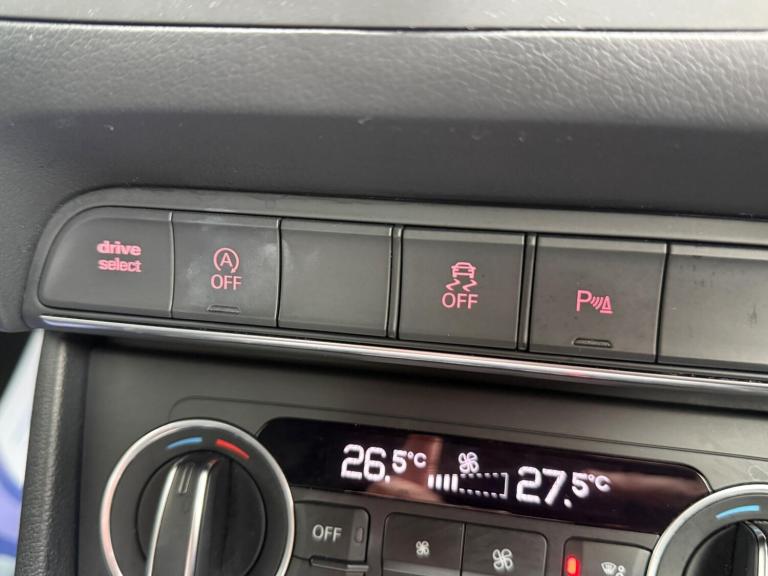 drive
select
A
OFF
OFF
P
26.5°C
27.5°C
OFF